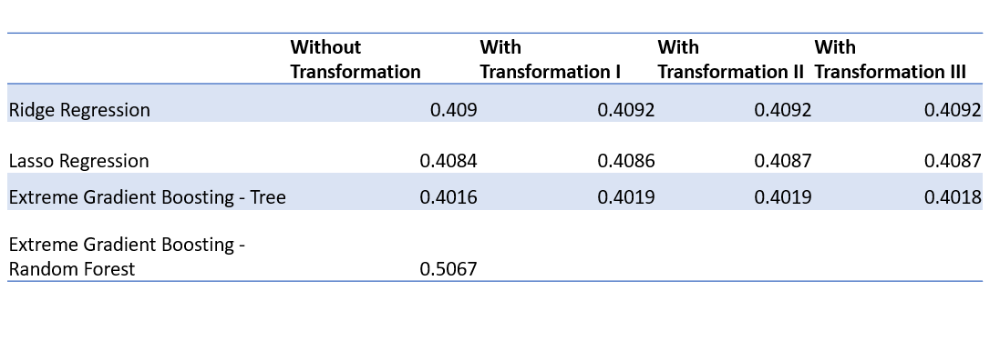 Without With With With
Transformation Transformation I Transformation II Transformation III
Ridge Regression 0.409 0.4092 0.4092 0.4092
Lasso Regression 0.4084 0.4086 0.4087 0.4087
Extreme Gradient Boosting - Tree 0.4016 0.4019 0.4019 0.4018
Extreme Gradient Boosting -
Random Forest 0.5067